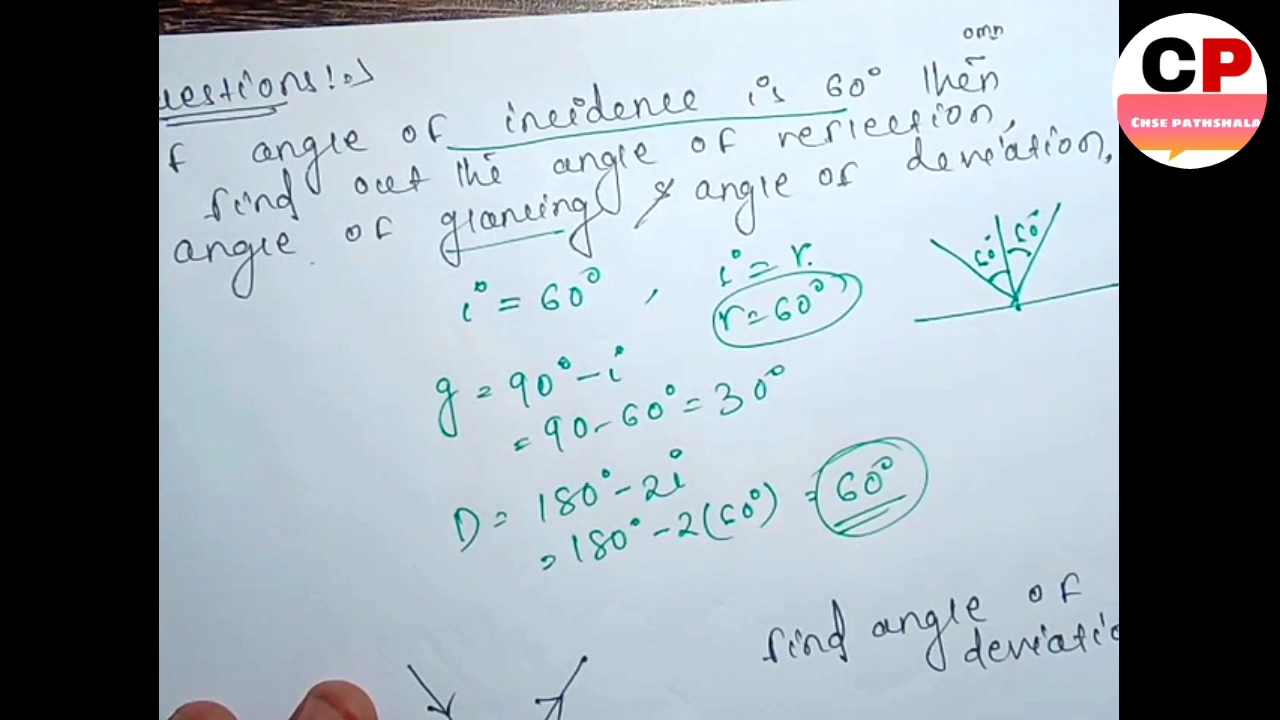 uestions:-
f angle of incidence is 60° then
find out the angle of reflection,
angle of glancing & angle of deviation.
i = 60° , i = r
r = 60°
60° 60°
g = 90° - i
= 90 - 60° = 30°
D = 180° - 2i
= 180° - 2(60°) = 60°
find angle of
deviatio
CP
CHSE PATHSHALA